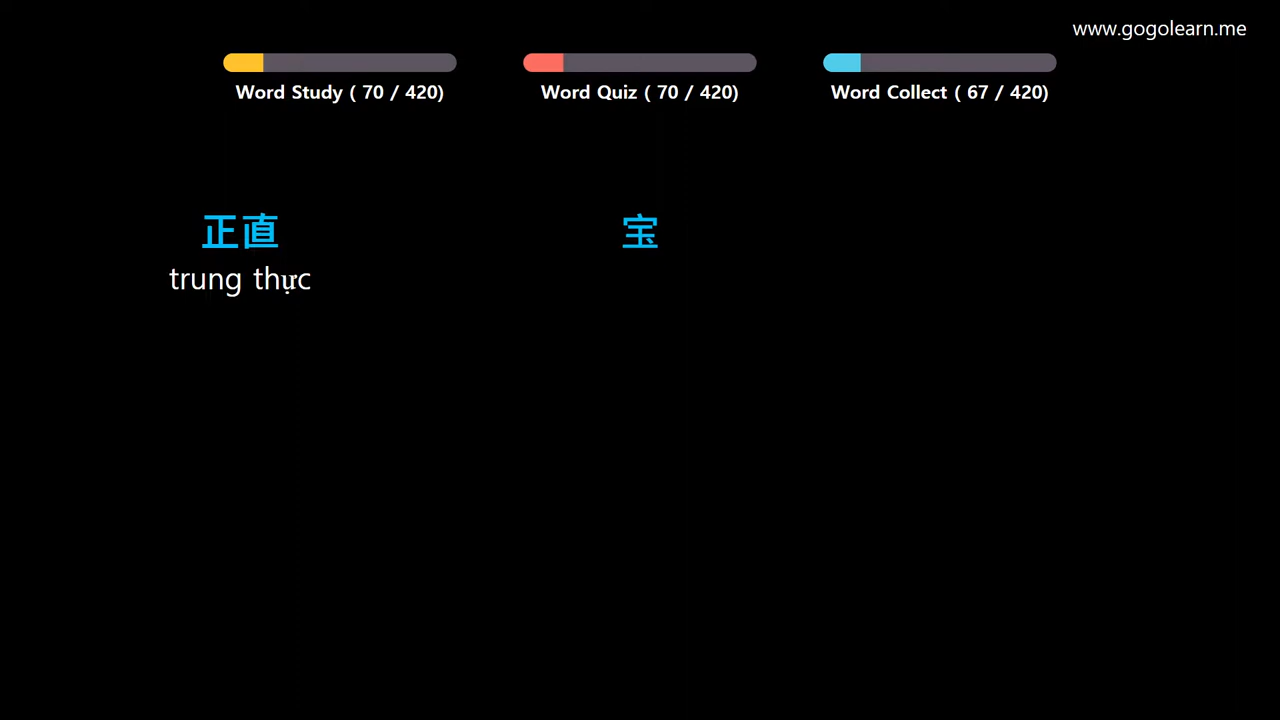 www.gogolearn.me
Word Study ( 70 / 420)
Word Quiz ( 70 / 420)
Word Collect ( 67 / 420)
正直
trung thực
宝